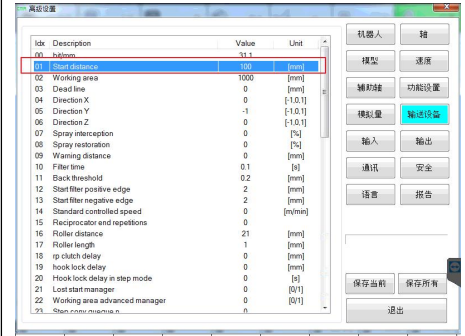 高级设置
Idx Description Value Unit
00 bit/mm 31.1
01 Start distance 100 [mm]
02 Working area 1000 [mm]
03 Dead line 0 [mm]
04 Direction X 0 [-1,0,1]
05 Direction Y -1 [-1,0,1]
06 Direction Z 0 [-1,0,1]
07 Spray interception 0 [%]
08 Spray restoration 0 [%]
09 Warning distance 0 [mm]
10 Filter time 0.1 [s]
11 Back threshold 0.2 [mm]
12 Start filter positive edge 2 [mm]
13 Start filter negative edge 2 [mm]
14 Standard controlled speed 0 [m/min]
15 Reciprocator end repetitions 0
16 Roller distance 21 [mm]
17 Roller length 1 [mm]
18 rp clutch delay 0 [mm]
19 hook lock delay 0 [mm]
20 Hook lock delay in step mode 0 [s]
21 Lost start manager 0 [0/1]
22 Working area advanced manager 0 [0/1]
23 Step conv queque n 0
机器人 轴
模型 速度
辅助轴 功能设置
模拟量 输送设备
输入 输出
通讯 安全
语言 报告
保存当前 保存所有
退出